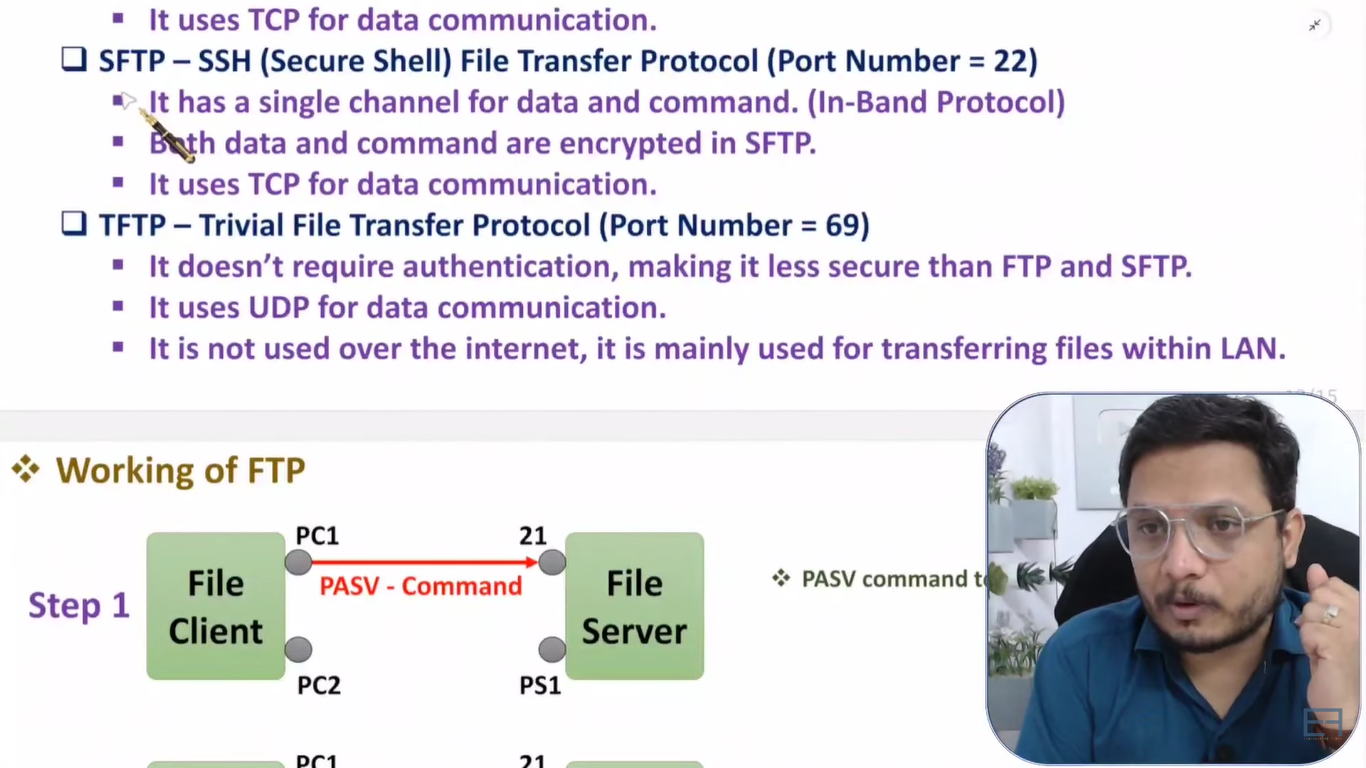 It uses TCP for data communication.
SFTP – SSH (Secure Shell) File Transfer Protocol (Port Number = 22)
It has a single channel for data and command. (In-Band Protocol)
Both data and command are encrypted in SFTP.
It uses TCP for data communication.
TFTP – Trivial File Transfer Protocol (Port Number = 69)
It doesn't require authentication, making it less secure than FTP and SFTP.
It uses UDP for data communication.
It is not used over the internet, it is mainly used for transferring files within LAN.
Working of FTP
PC1 21
PASV - Command
File Client
File Server
Step 1
PASV command to
PC2 PS1
PC1 21